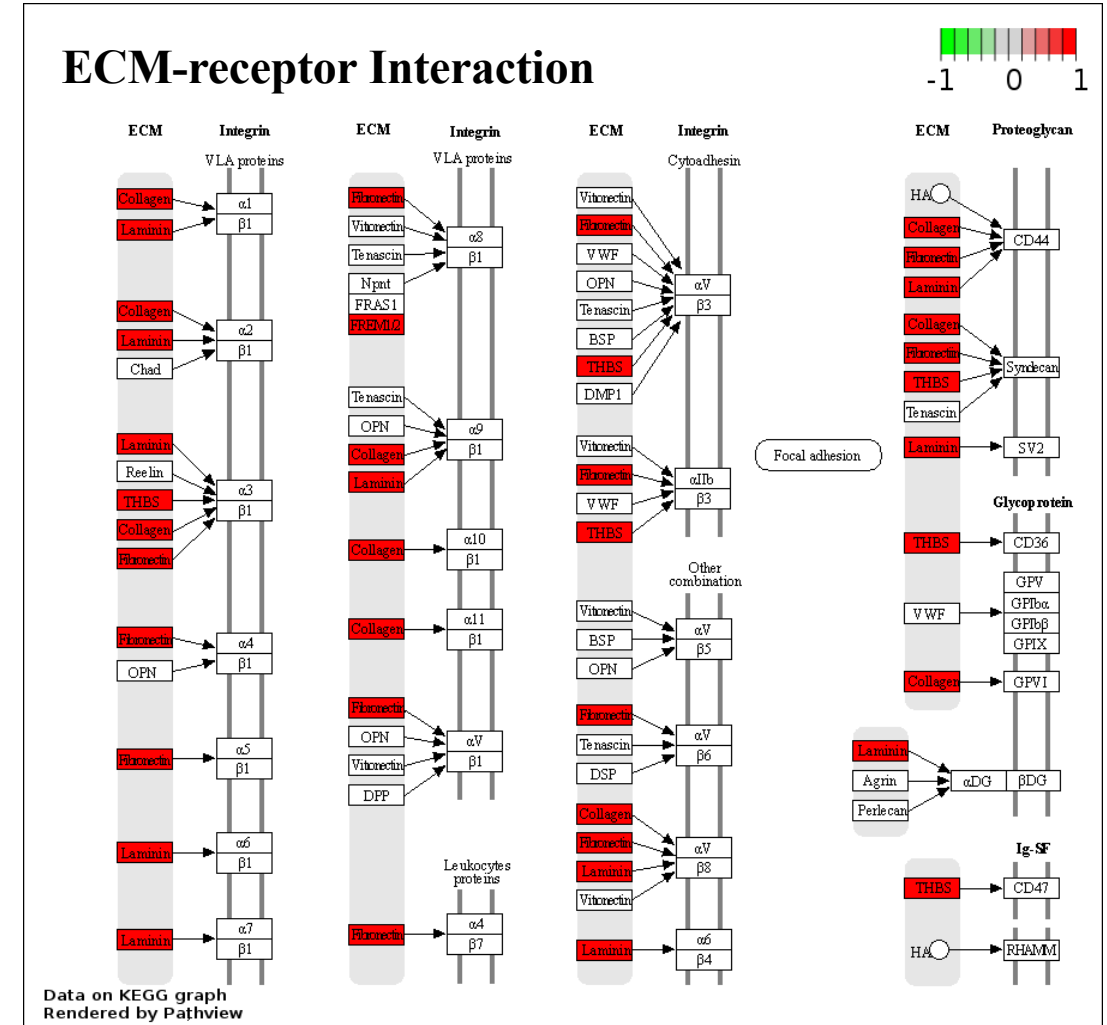 ECM-receptor Interaction
-1 0 1
ECM Integrin
VLA proteins
Collagen
Laminin
α1
β1
Collagen
Laminin
Chad
α2
β1
Laminin
Reelin
THBS
Collagen
Fibronectin
α3
β1
Fibronectin
OPN
α4
β1
Fibronectin
α5
β1
Laminin
α6
β1
Laminin
α7
β1
ECM Integrin
VLA proteins
Fibronectin
Vitronectin
Tenascin
Npnt
FRAS1
FREM1/2
α8
β1
Tenascin
OPN
Collagen
Laminin
α9
β1
Collagen
α10
β1
Collagen
α11
β1
Fibronectin
OPN
Vitronectin
DPP
αV
β1
Leukocytes
proteins
Fibronectin
α4
β7
ECM Integrin
Cytoadhesin
Vitronectin
Fibronectin
VWF
OPN
Tenascin
BSP
THBS
DMP1
αV
β3
Vitronectin
Fibronectin
VWF
THBS
αIIb
β3
Other
combination
Vitronectin
BSP
OPN
αV
β5
Fibronectin
Tenascin
DSP
αV
β6
Collagen
Fibronectin
Laminin
Vitronectin
αV
β8
Laminin
α6
β4
Focal adhesion
ECM Proteoglycan
HA
Collagen
Fibronectin
Laminin
CD44
Collagen
Fibronectin
THBS
Tenascin
Syndecan
Laminin
SV2
Glycoprotein
THBS
CD36
VWF
GPV
GPIbα
GPIbβ
GPIX
Collagen
GPVI
Laminin
Agrin
Perlecan
αDG βDG
Ig-SF
THBS
CD47
HA
RHAMM
Data on KEGG graph
Rendered by Pathview